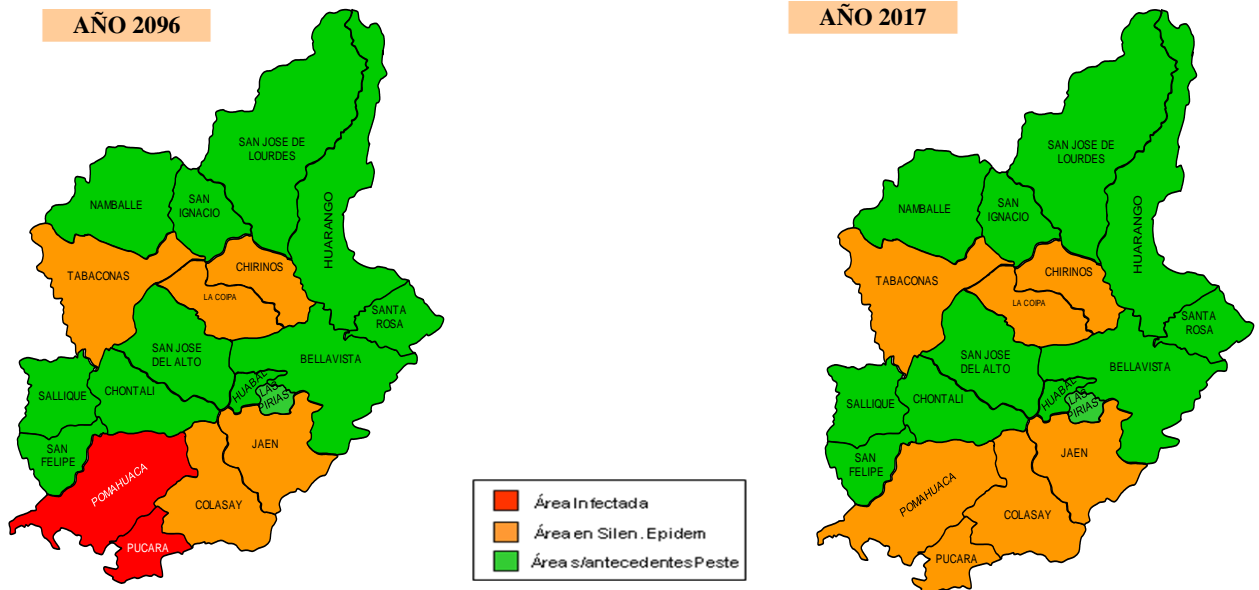 AÑO 2096
SAN JOSE DE
LOURDES
NAMBALLE
SAN
IGNACIO
HUARANGO
TABACONAS
CHIRINOS
LA COIPA
SANTA
ROSA
SAN JOSE
DEL ALTO
BELLAVISTA
SALLIQUE
CHONTALI
HUABAL
LAS
PIRIAS
SAN
FELIPE
JAEN
POMAHUACA
COLASAY
PUCARA
Área Infectada
Área en Silen. Epidem
Área s/antecedentes Peste
AÑO 2017
SAN JOSE DE
LOURDES
NAMBALLE
SAN
IGNACIO
HUARANGO
TABACONAS
CHIRINOS
LA COIPA
SANTA
ROSA
SAN JOSE
DEL ALTO
BELLAVISTA
SALLIQUE
CHONTALI
HUABAL
LAS
PIRIAS
SAN
FELIPE
JAEN
POMAHUACA
COLASAY
PUCARA